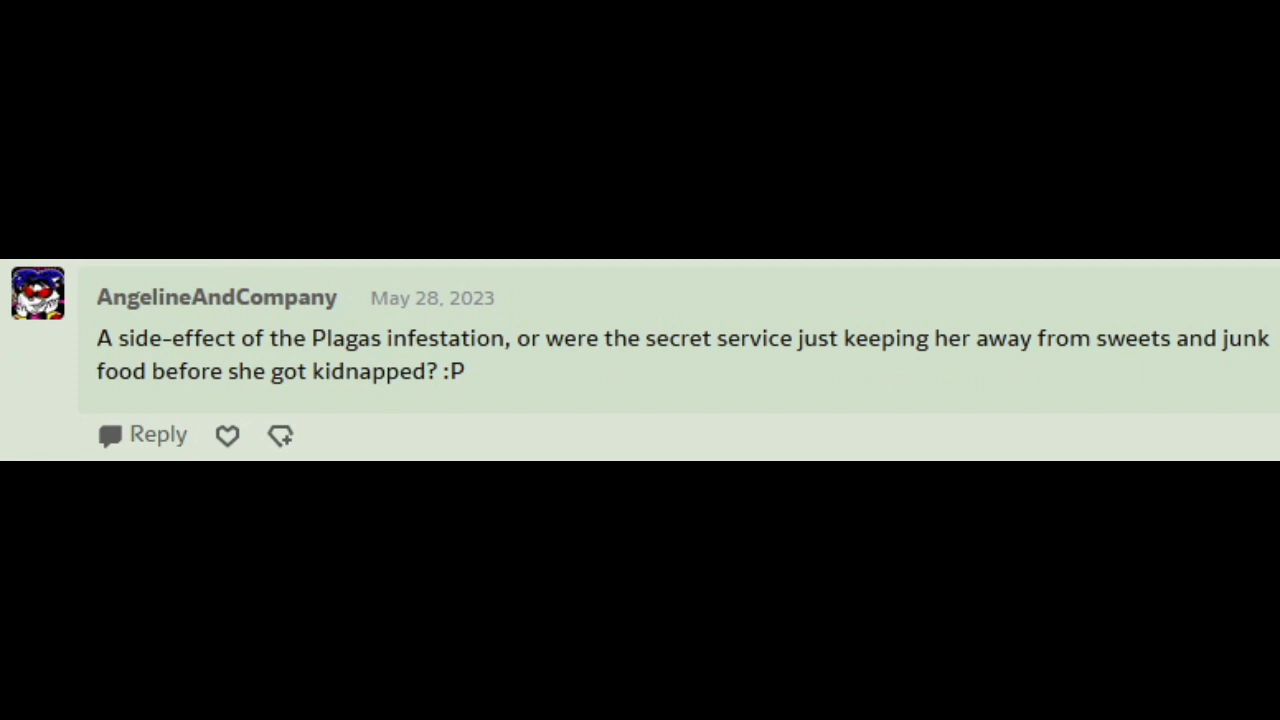 AngelineAndCompany May 28, 2023
A side-effect of the Plagas infestation, or were the secret service just keeping her away from sweets and junk
food before she got kidnapped? :P
Reply